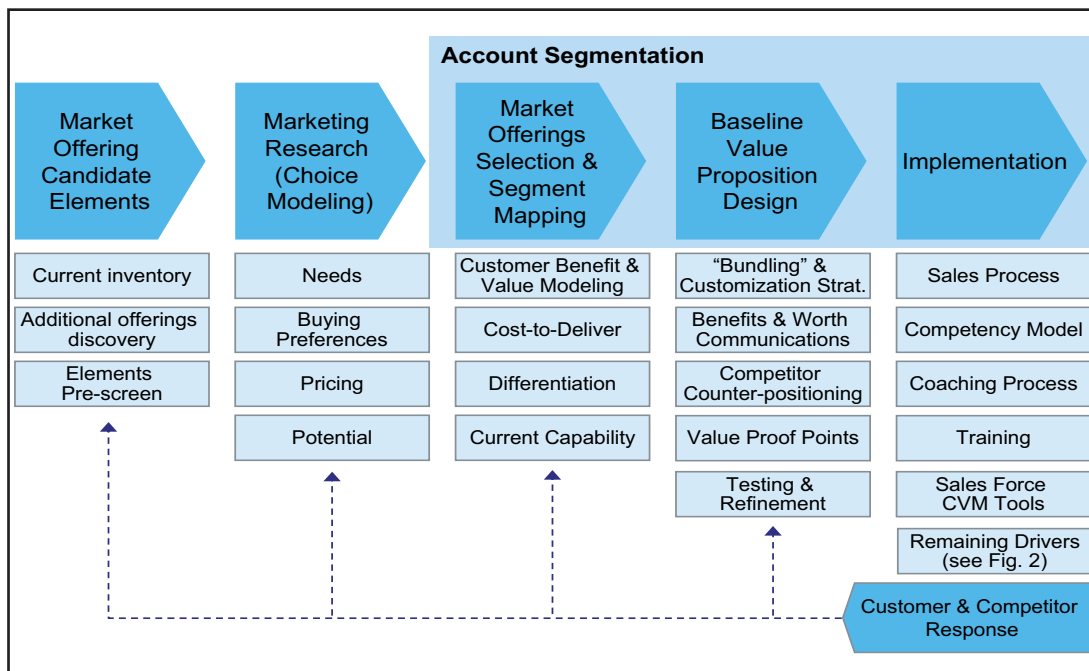 Account Segmentation
Market
Offering
Candidate
Elements
Marketing
Research
(Choice
Modeling)
Market
Offerings
Selection &
Segment
Mapping
Baseline
Value
Proposition
Design
Implementation
Current inventory
Additional offerings
discovery
Elements
Pre-screen
Needs
Buying
Preferences
Pricing
Potential
Customer Benefit &
Value Modeling
Cost-to-Deliver
Differentiation
Current Capability
“Bundling” &
Customization Strat.
Benefits & Worth
Communications
Competitor
Counter-positioning
Value Proof Points
Testing &
Refinement
Sales Process
Competency Model
Coaching Process
Training
Sales Force
CVM Tools
Remaining Drivers
(see Fig. 2)
Customer & Competitor
Response